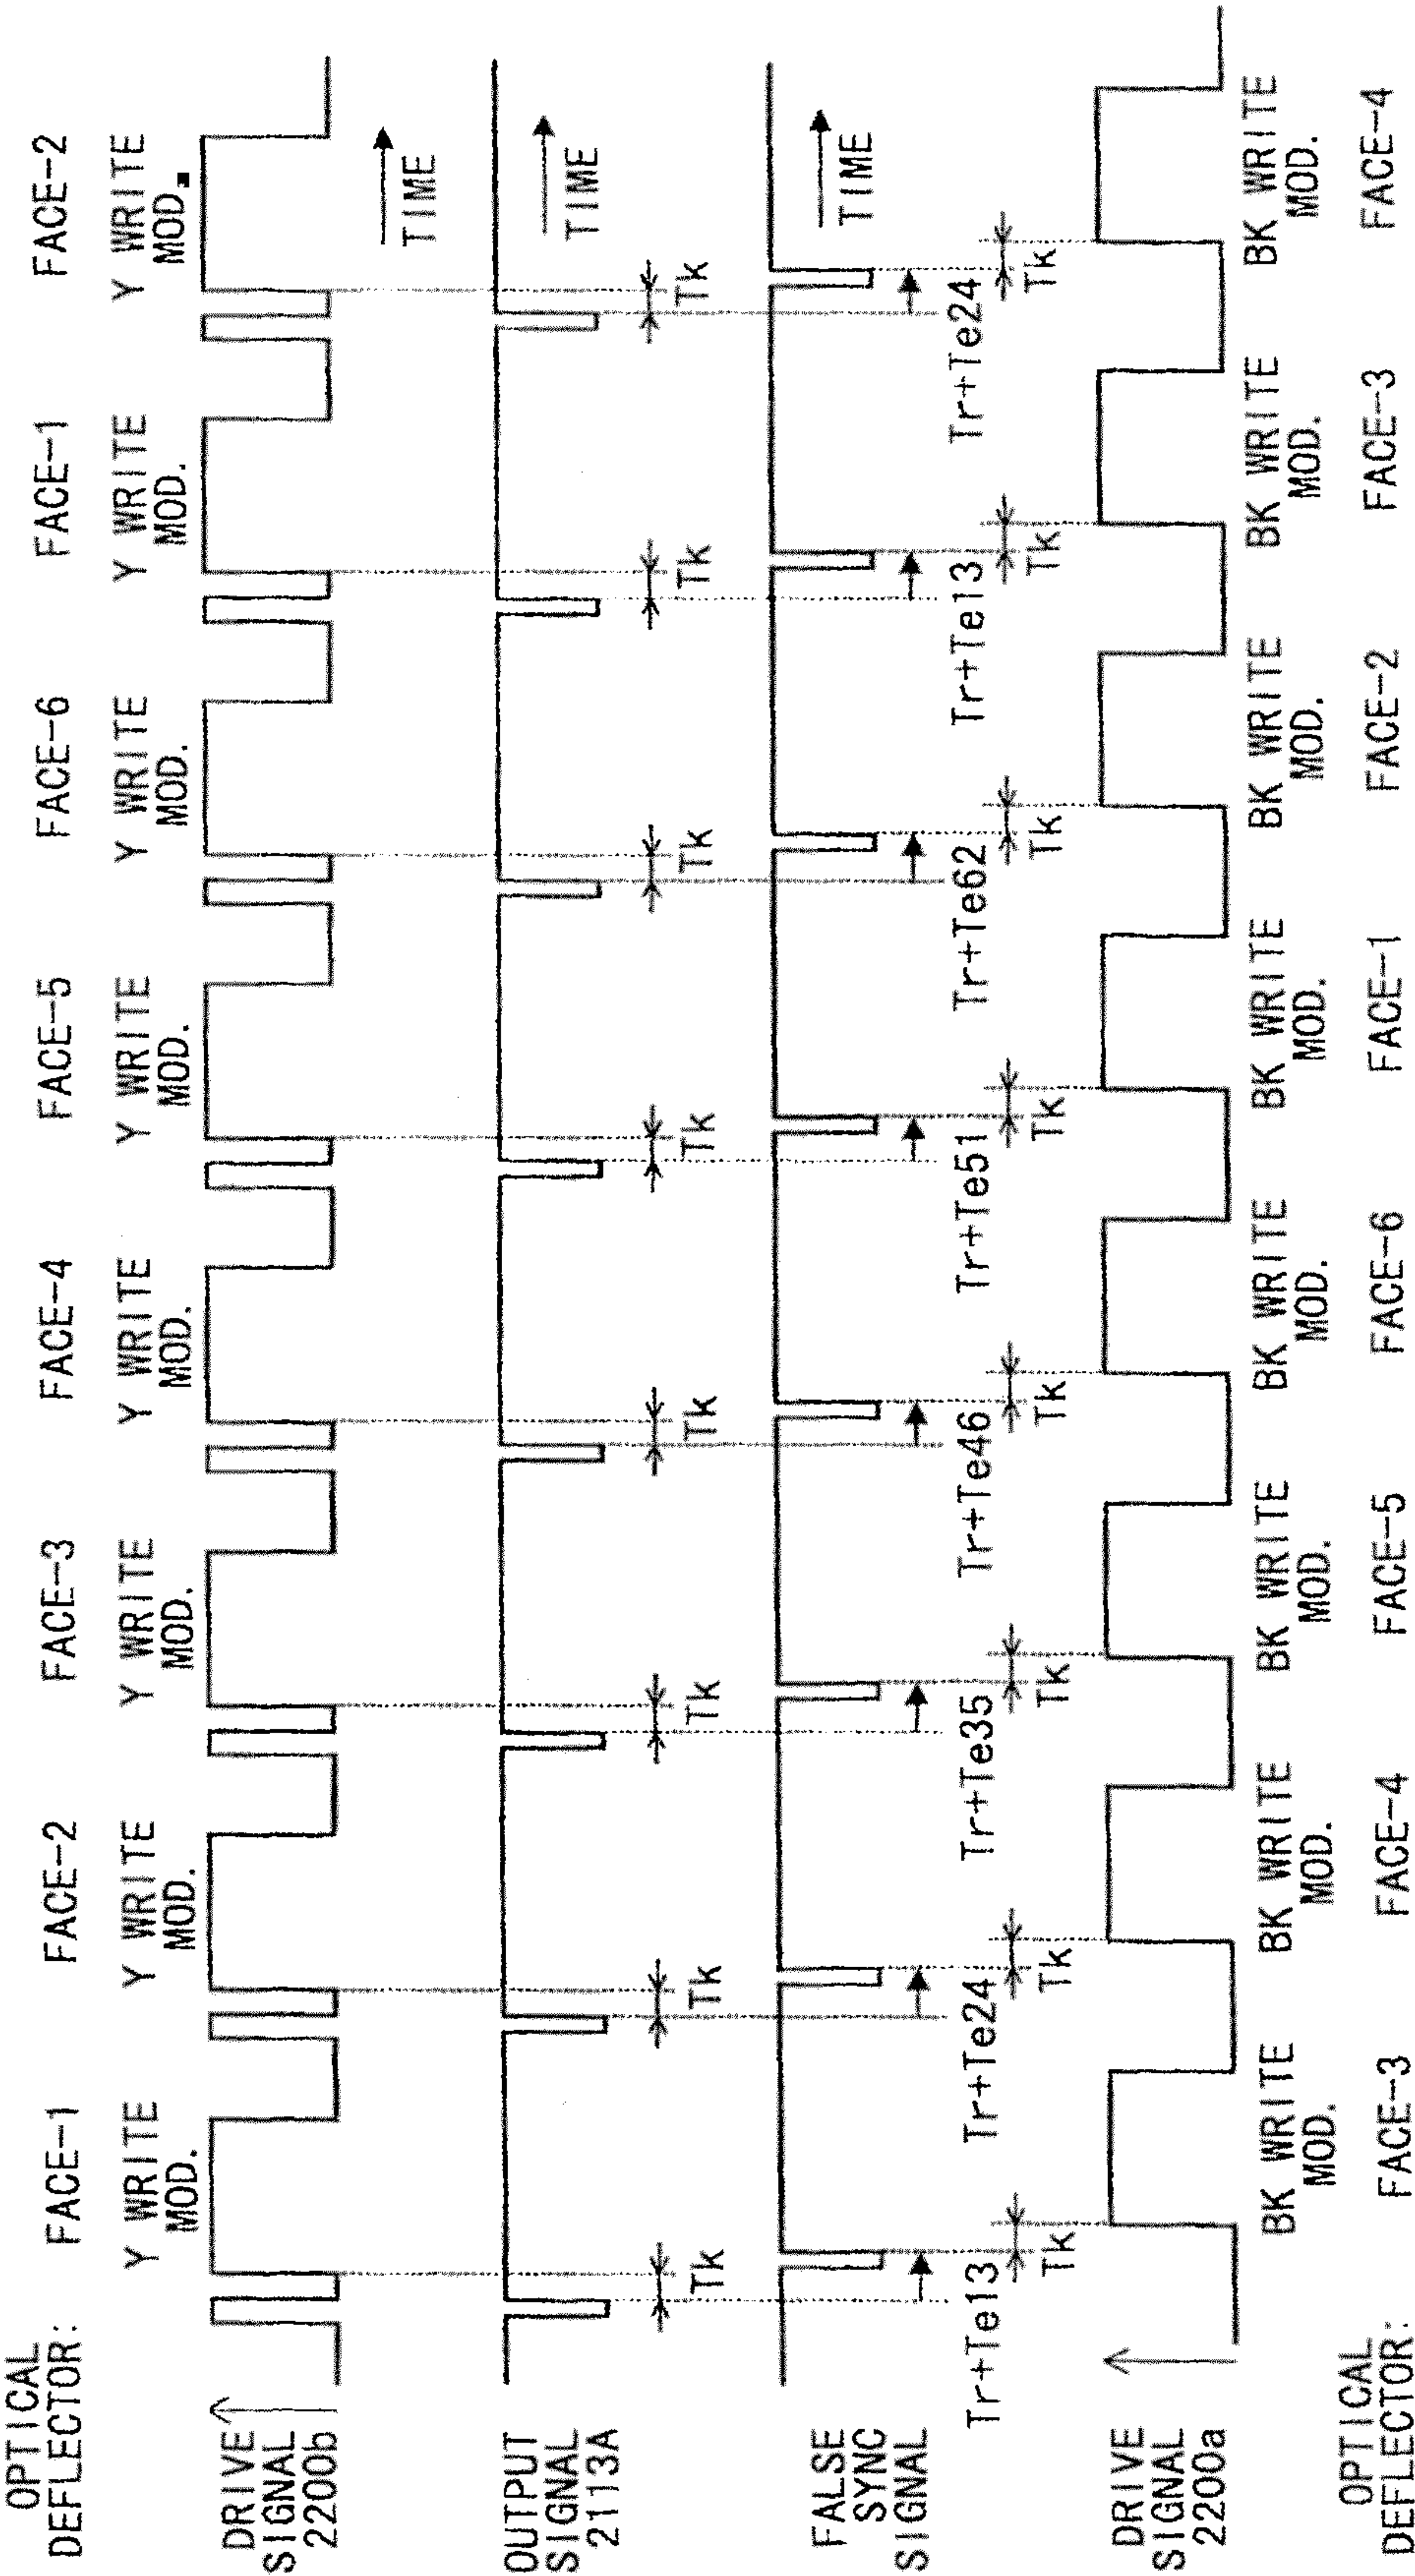 OPTICAL
DEFLECTOR:
FACE-1
FACE-2
FACE-3
FACE-4
FACE-5
FACE-6
FACE-1
FACE-2
Y WRITE
MOD.
Y WRITE
MOD.
Y WRITE
MOD.
Y WRITE
MOD.
Y WRITE
MOD.
Y WRITE
MOD.
Y WRITE
MOD.
Y WRITE
MOD.
DRIVE
SIGNAL
2200b
TIME
OUTPUT
SIGNAL
2113A
TIME
Tk
Tk
Tk
Tk
Tk
Tk
Tk
Tk
FALSE
SYNC
SIGNAL
TIME
Tr+Te13
Tr+Te24
Tr+Te35
Tr+Te46
Tr+Te51
Tr+Te62
Tr+Te13
Tr+Te24
Tk
Tk
Tk
Tk
Tk
Tk
Tk
Tk
DRIVE
SIGNAL
2200a
BK WRITE
MOD.
BK WRITE
MOD.
BK WRITE
MOD.
BK WRITE
MOD.
BK WRITE
MOD.
BK WRITE
MOD.
BK WRITE
MOD.
BK WRITE
MOD.
OPTICAL
DEFLECTOR:
FACE-3
FACE-4
FACE-5
FACE-6
FACE-1
FACE-2
FACE-3
FACE-4